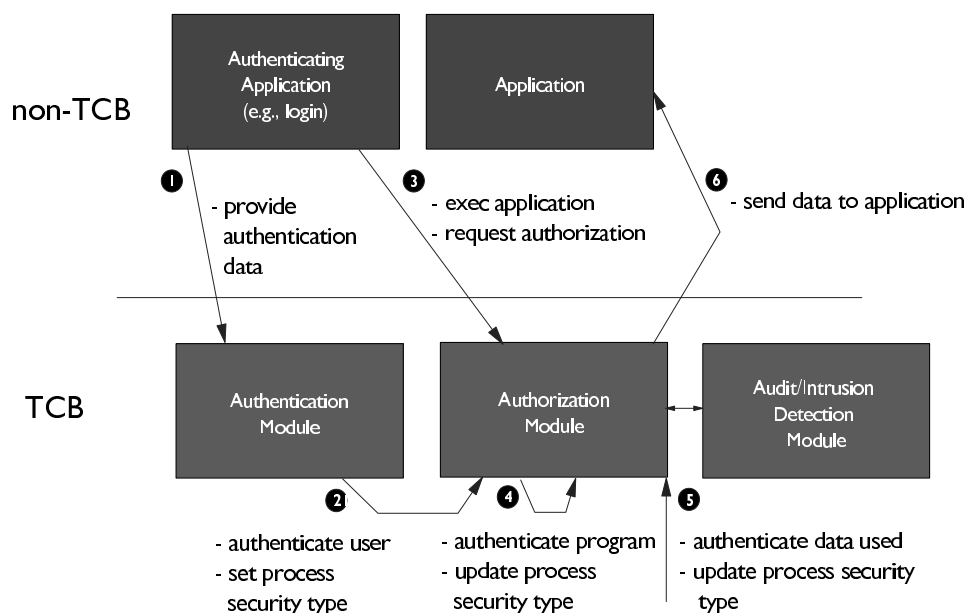 non-TCB
Authenticating
Application
(e.g., login)
Application
1
- provide
authentication
data
3
- exec application
- request authorization
6
- send data to application
TCB
Authentication
Module
Authorization
Module
Audit/Intrusion
Detection
Module
2
- authenticate user
- set process
security type
4
- authenticate program
- update process
security type
5
- authenticate data used
- update process security
type